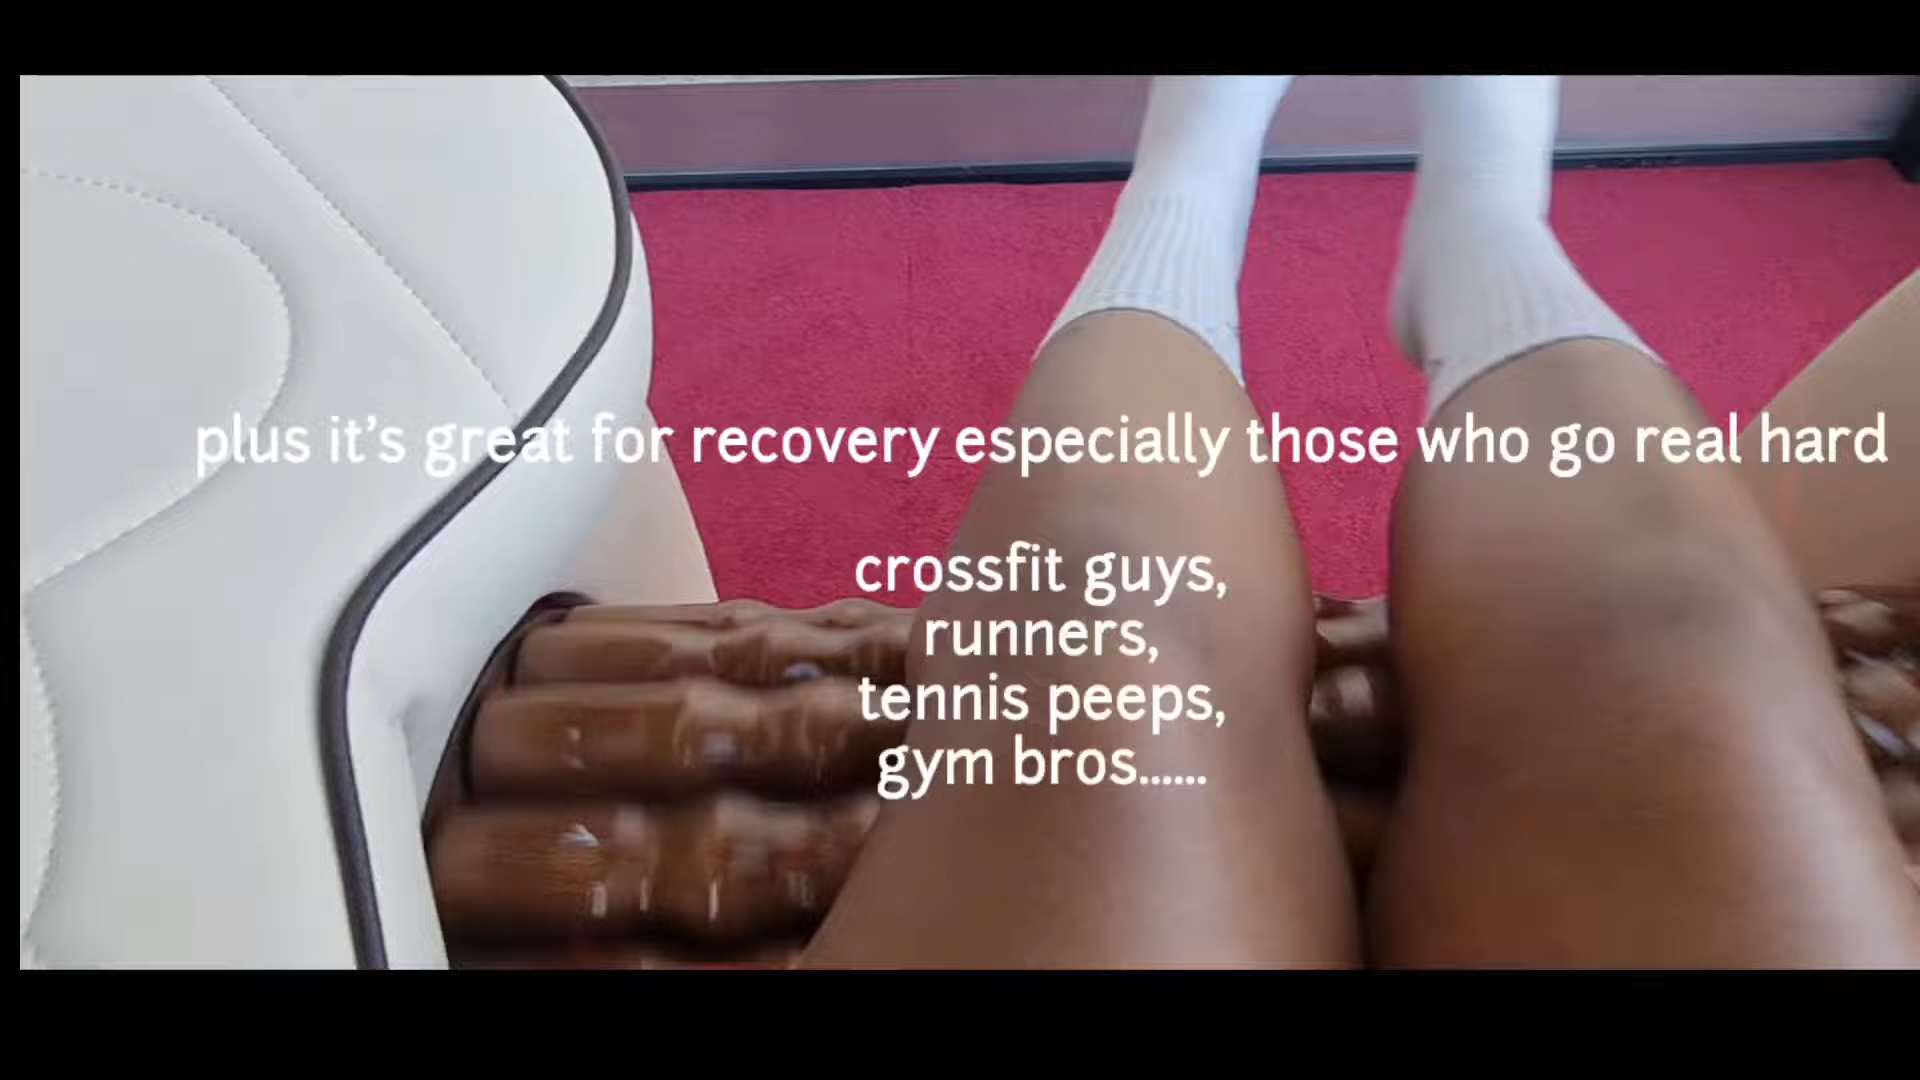 plus it's great for recovery especially those who go real hard
crossfit guys,
runners,
tennis peeps,
gym bros......